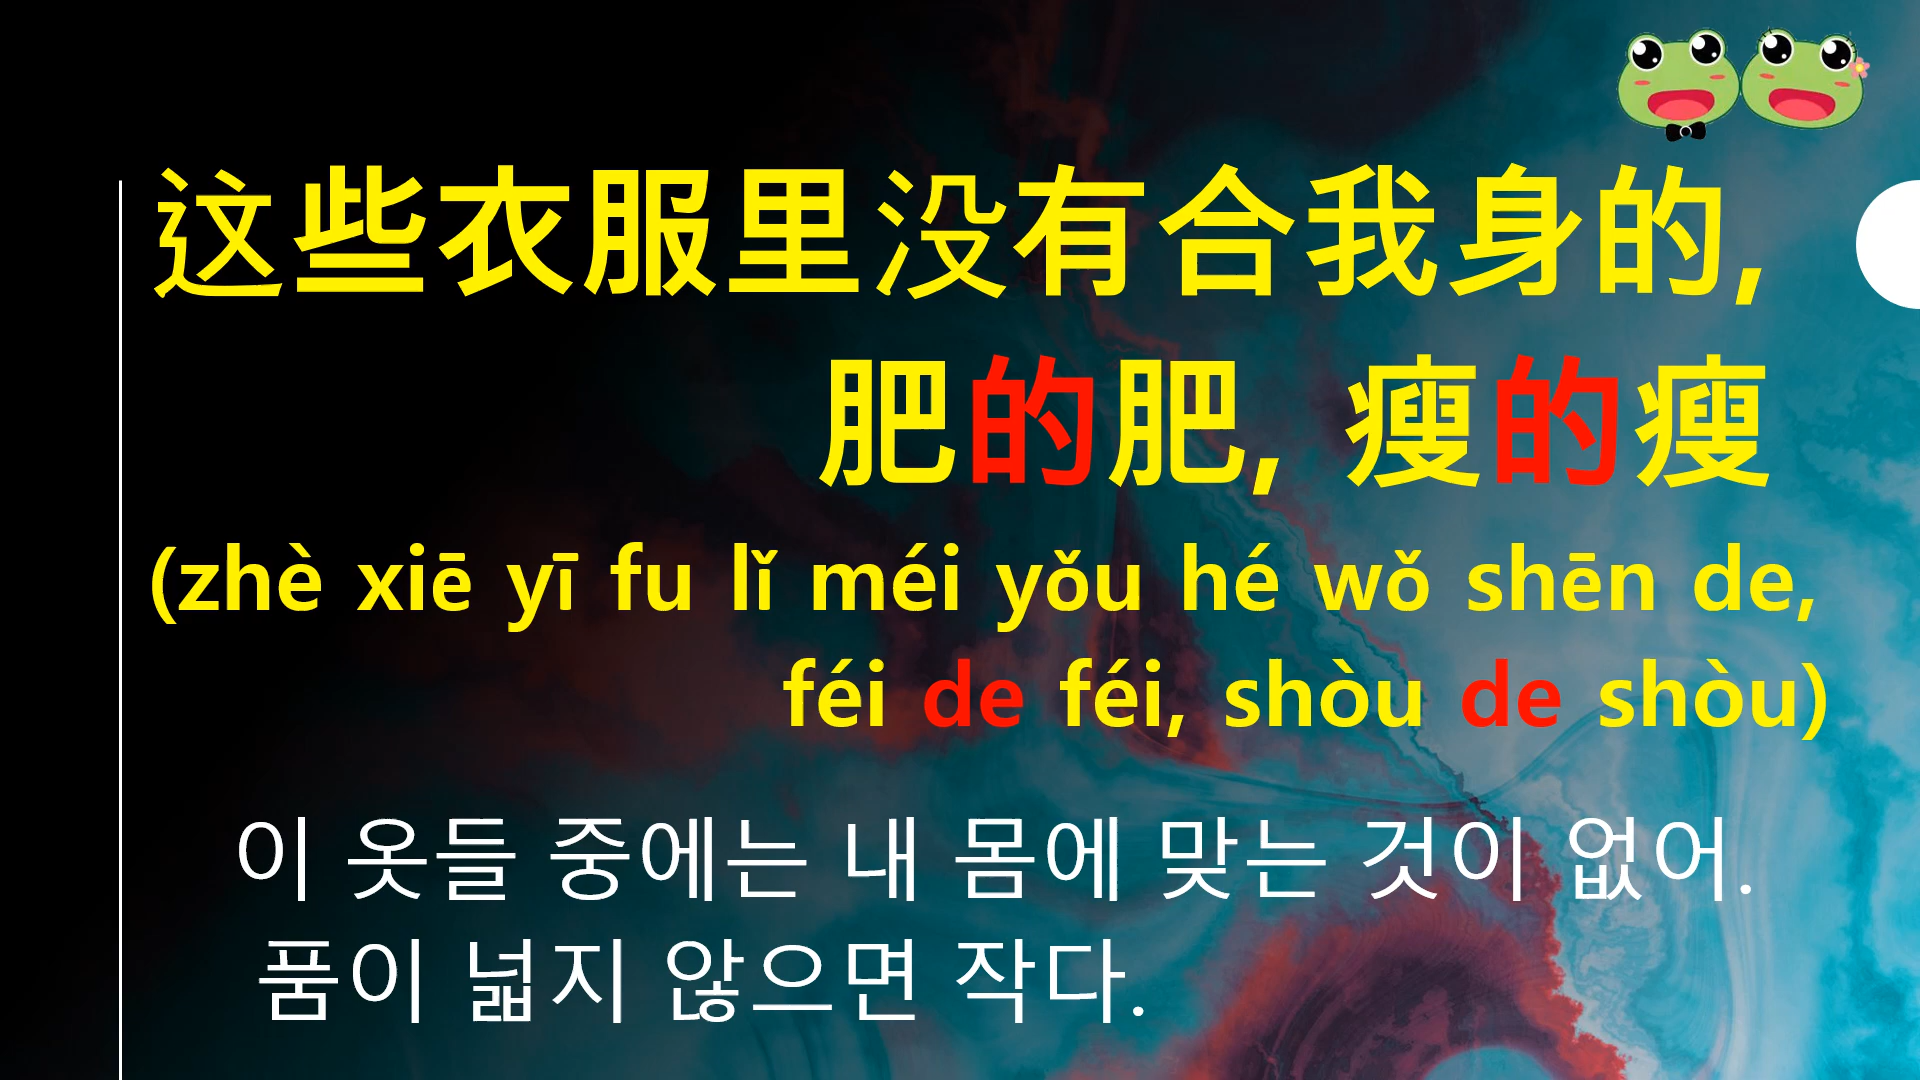 这些衣服里没有合我身的,
肥的肥, 瘦的瘦
(zhè xiē yī fu lǐ méi yǒu hé wǒ shēn de,
féi de féi, shòu de shòu)
이 옷들 중에는 내 몸에 맞는 것이 없어.
품이 넓지 않으면 작다.